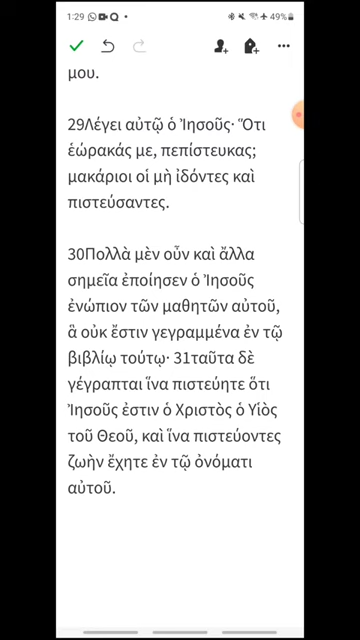 1:29
49%
μου.
29Λέγει αὐτῷ ὁ Ἰησοῦς· Ὅτι
ἑώρακάς με, πεπίστευκας;
μακάριοι οἱ μὴ ἰδόντες καὶ
πιστεύσαντες.
30Πολλὰ μὲν οὖν καὶ ἄλλα
σημεῖα ἐποίησεν ὁ Ἰησοῦς
ἐνώπιον τῶν μαθητῶν αὐτοῦ,
ἃ οὐκ ἔστιν γεγραμμένα ἐν τῷ
βιβλίῳ τούτῳ· 31ταῦτα δὲ
γέγραπται ἵνα πιστεύητε ὅτι
Ἰησοῦς ἐστιν ὁ Χριστὸς ὁ Υἱὸς
τοῦ Θεοῦ, καὶ ἵνα πιστεύοντες
ζωὴν ἔχητε ἐν τῷ ὀνόματι
αὐτοῦ.